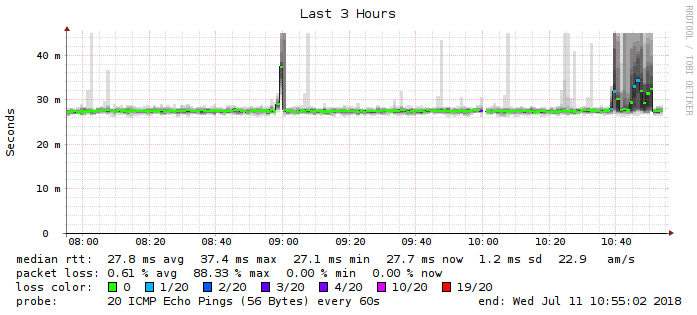 Last 3 Hours
RRDTOOL / TOBI OETIKER
Seconds
40 m
30 m
20 m
10 m
0
08:00 08:20 08:40 09:00 09:20 09:40 10:00 10:20 10:40
median rtt: 27.8 ms avg 37.4 ms max 27.1 ms min 27.7 ms now 1.2 ms sd 22.9 am/s
packet loss: 0.61 % avg 88.33 % max 0.00 % min 0.00 % now
loss color: 0 1/20 2/20 3/20 4/20 10/20 19/20
probe: 20 ICMP Echo Pings (56 Bytes) every 60s end: Wed Jul 11 10:55:02 2018